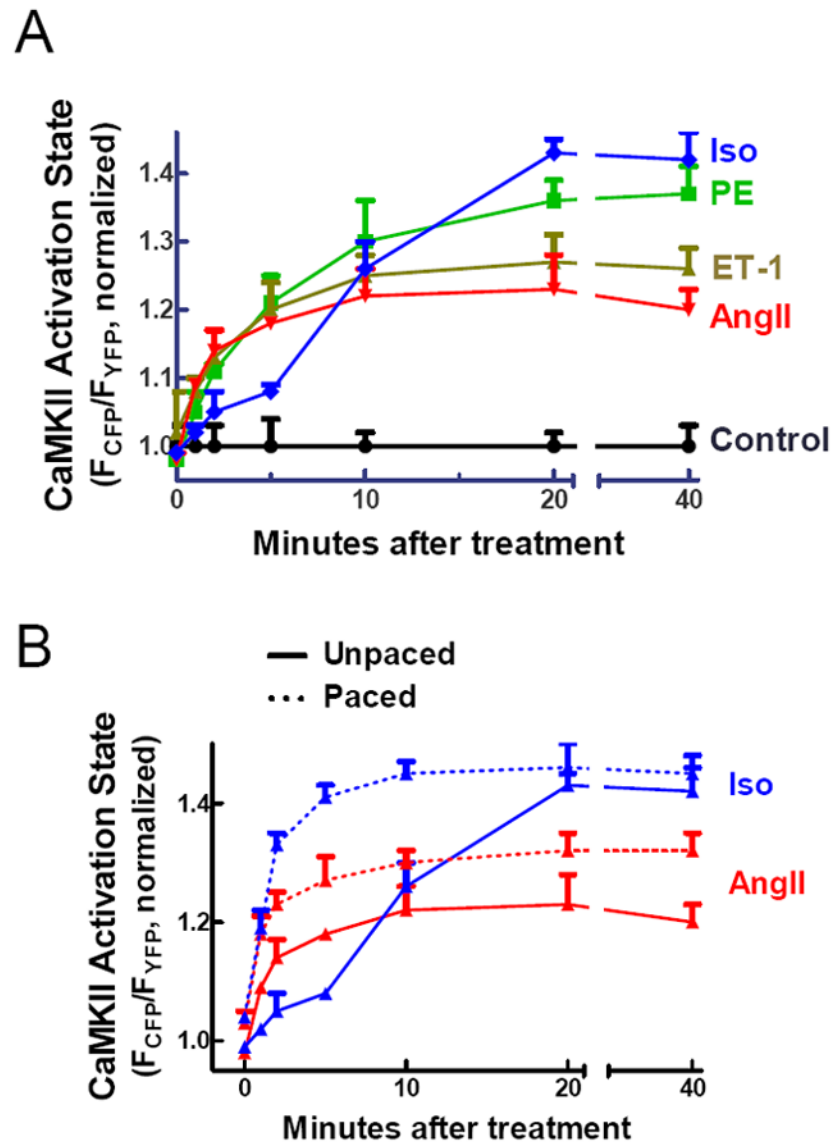 A
CaMKII Activation State
(FCFP/FYFP, normalized)
1.4
1.3
1.2
1.1
1.0
Iso
PE
ET-1
AngII
Control
0
10
20
40
Minutes after treatment
B
Unpaced
Paced
CaMKII Activation State
(FCFP/FYFP, normalized)
1.4
1.2
1.0
Iso
AngII
0
10
20
40
Minutes after treatment